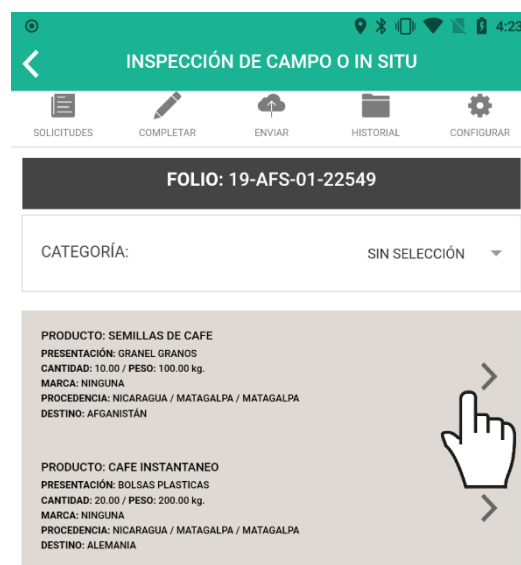 4:23
INSPECCIÓN DE CAMPO O IN SITU
SOLICITUDES COMPLETAR ENVIAR HISTORIAL CONFIGURAR
FOLIO: 19-AFS-01-22549
CATEGORÍA: SIN SELECCIÓN
PRODUCTO: SEMILLAS DE CAFE
PRESENTACIÓN: GRANEL GRANOS
CANTIDAD: 10.00 / PESO: 100.00 kg.
MARCA: NINGUNA
PROCEDENCIA: NICARAGUA / MATAGALPA / MATAGALPA
DESTINO: AFGANISTÁN
PRODUCTO: CAFE INSTANTANEO
PRESENTACIÓN: BOLSAS PLASTICAS
CANTIDAD: 20.00 / PESO: 200.00 kg.
MARCA: NINGUNA
PROCEDENCIA: NICARAGUA / MATAGALPA / MATAGALPA
DESTINO: ALEMANIA